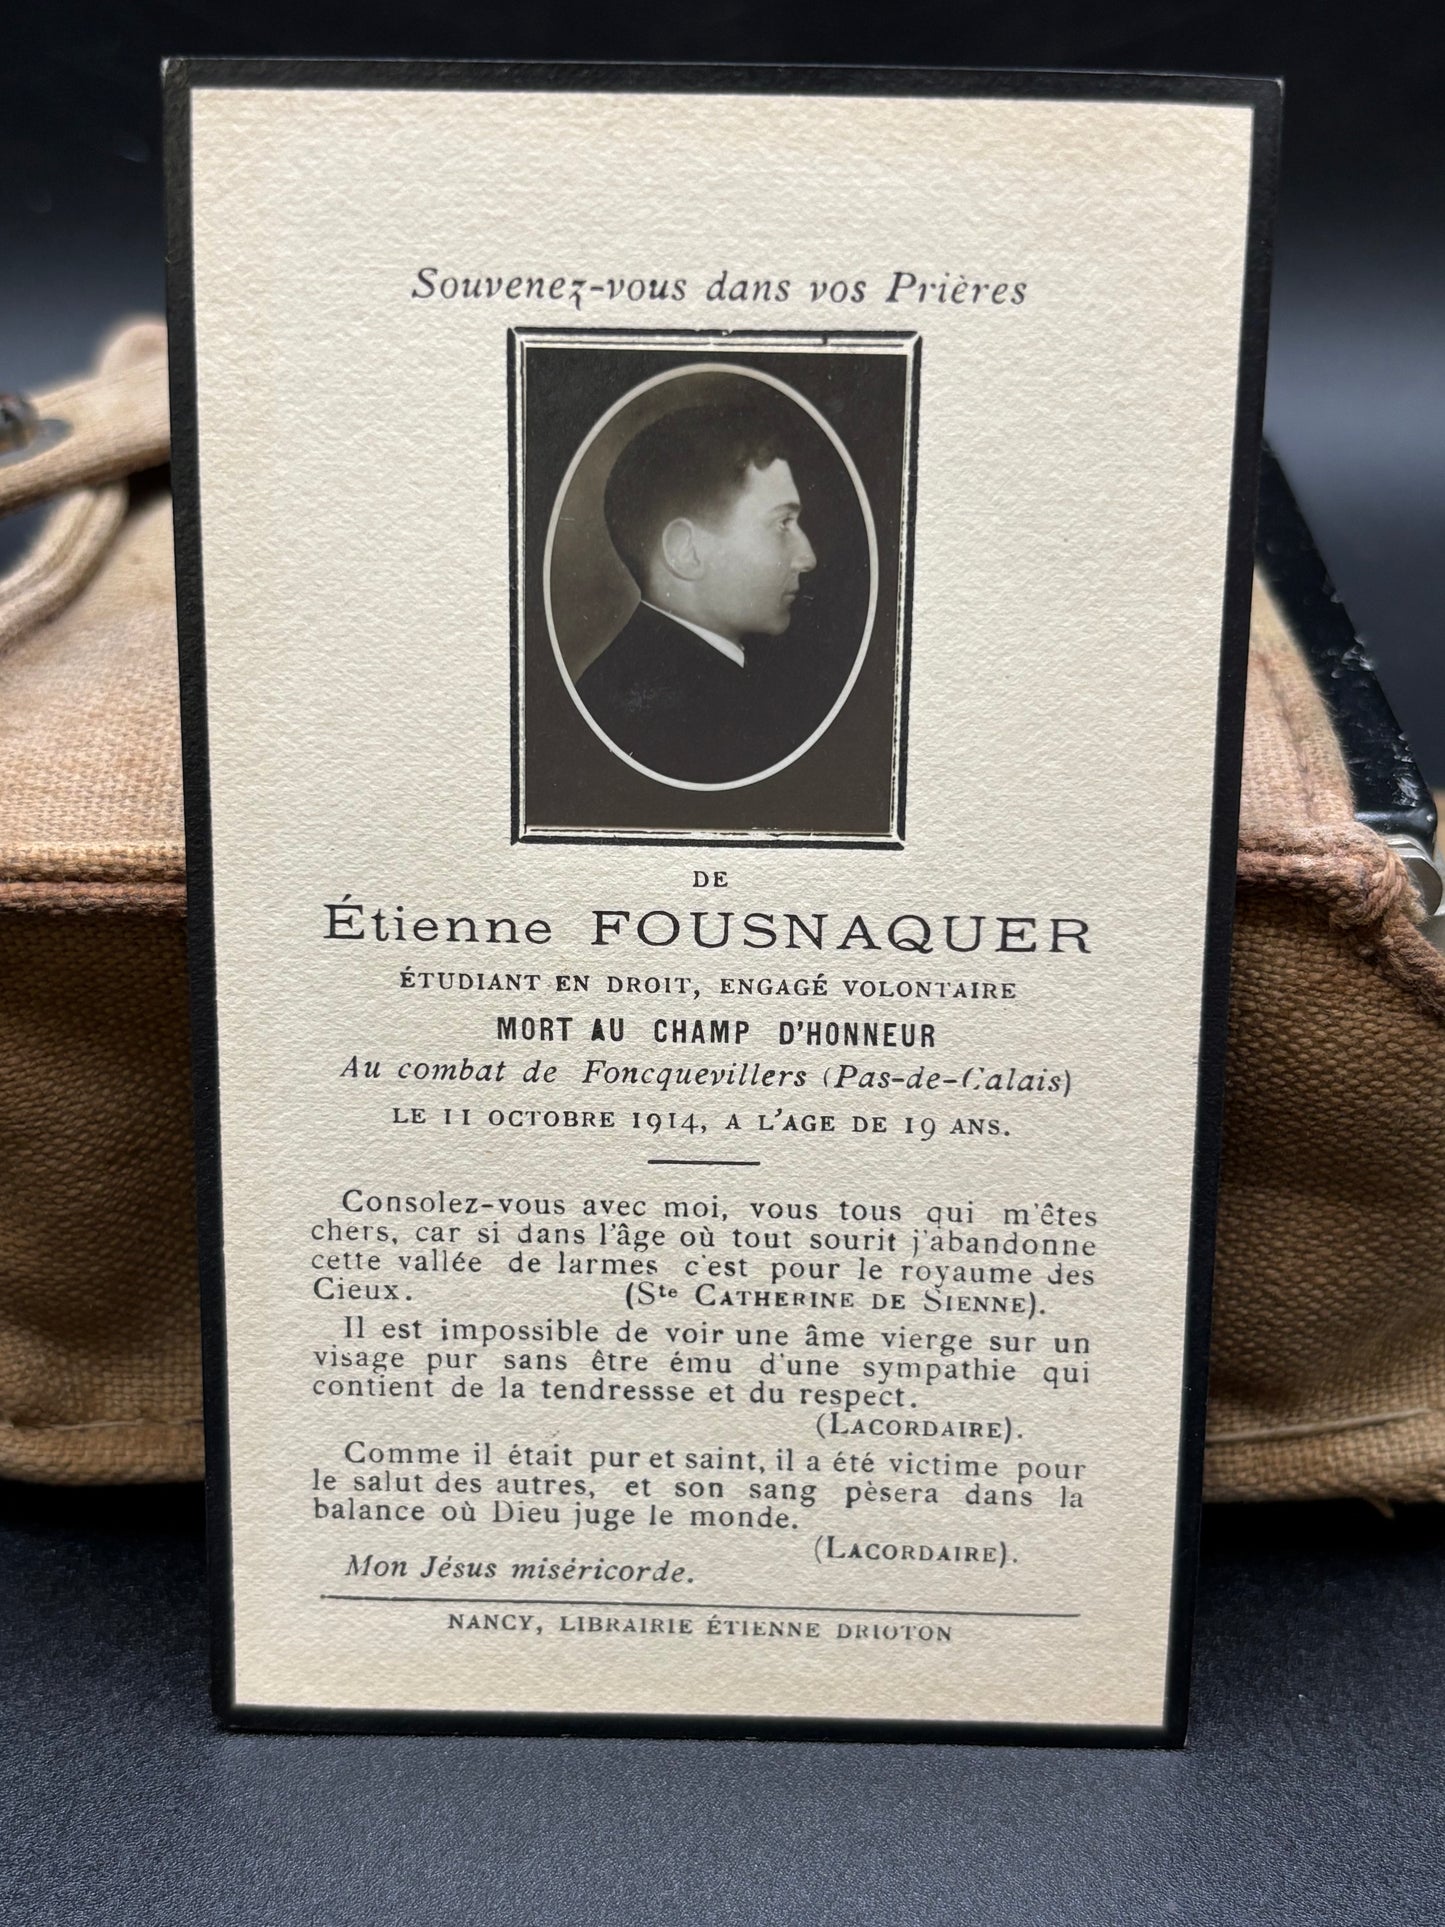 Souvenez-vous dans vos Prières
DE
Étienne FOUSNAQUER
ÉTUDIANT EN DROIT, ENGAGÉ VOLONTAIRE
MORT AU CHAMP D'HONNEUR
Au combat de Foncquevillers (Pas-de-Calais)
LE 11 OCTOBRE 1914, A L'AGE DE 19 ANS.
Consolez-vous avec moi, vous tous qui m'êtes
chers, car si dans l'âge où tout sourit j'abandonne
cette vallée de larmes c'est pour le royaume des
Cieux. (Ste CATHERINE DE SIENNE).
Il est impossible de voir une âme vierge sur un
visage pur sans être ému d'une sympathie qui
contient de la tendressse et du respect.
(LACORDAIRE).
Comme il était pur et saint, il a été victime pour
le salut des autres, et son sang pèsera dans la
balance où Dieu juge le monde.
(LACORDAIRE).
Mon Jésus miséricorde.
NANCY, LIBRAIRIE ÉTIENNE DRIOTON